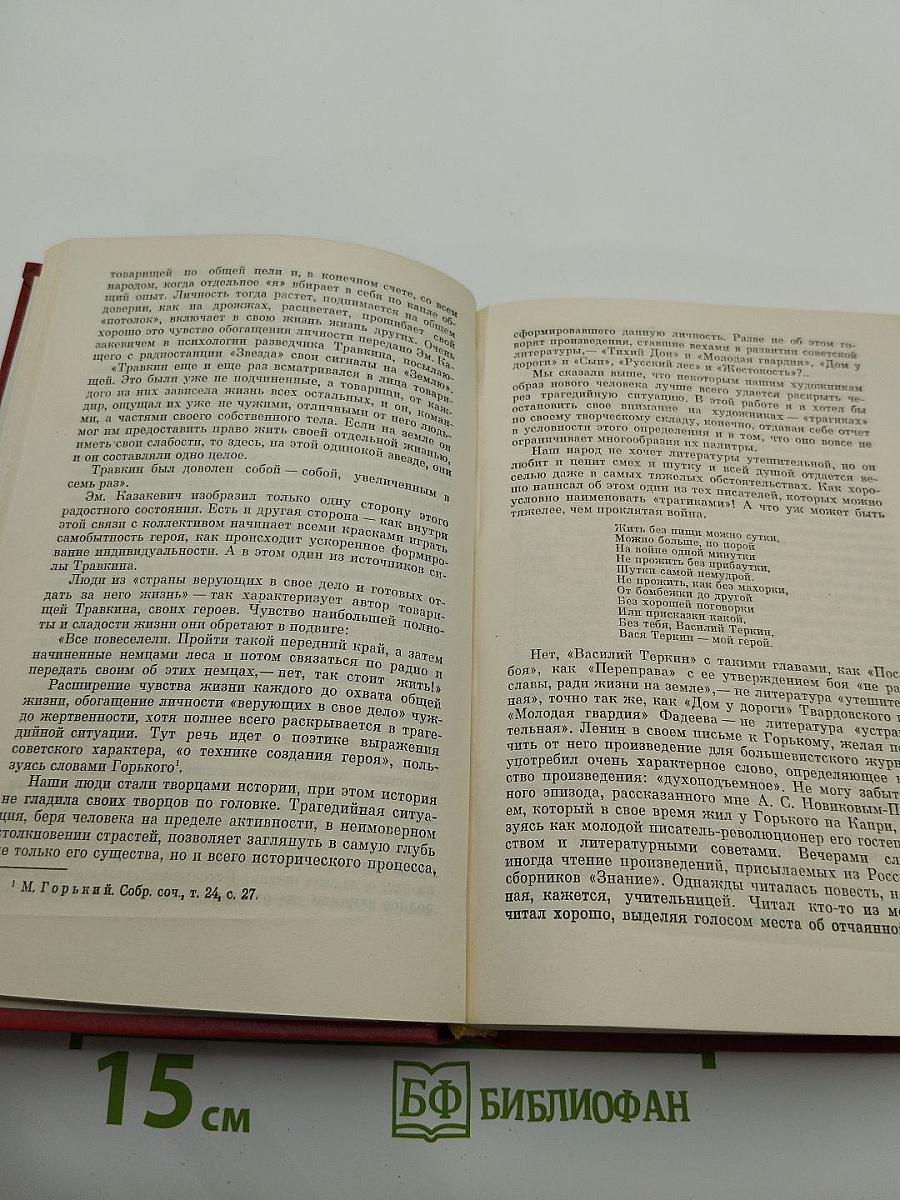 товарищей по общей цели и, в конечном счете, со всем
народом, когда отдельное «я» вбирает в себя по капле об-
щий опыт. Личность тогда растет, поднимается на общем
доверии, как на дрожжах, расцветает, прошибает свой
«потолок», включает в свою жизнь жизнь других. Очень
хорошо это чувство обогащения личности передано Эм. Ка-
закевичем в психологии разведчика Травкина, посылаю-
щего с радиостанции «Звезда» свои сигналы на «Землю».
«Травкин еще и еще раз всматривался в лица товари-
щей. Это были уже не подчиненные, а товарищи, от каж-
дого из них зависела жизнь всех остальных, и он, коман-
дир, ощущал их уже не чужими, отличными от него людь-
ми, а частями своего собственного тела. Если на земле он
мог им предоставить право жить своей отдельной жизнью,
иметь свои слабости, то здесь, на этой одинокой звезде, они
и он составляли одно целое.
Травкин был доволен собой — собой, увеличенным в
семь раз».
Эм. Казакевич изобразил только одну сторону этого
радостного состояния. Есть и другая сторона — как внутри
этой связи с коллективом начинает всеми красками играть
самобытность героя, как происходит ускоренное формиро-
вание индивидуальности. А в этом один из источников си-
лы Травкина.
Люди из «страны верующих в свое дело и готовых от-
дать за него жизнь» — так характеризует автор товари-
щей Травкина, своих героев. Чувство наибольшей полно-
ты и сладости жизни они обретают в подвиге:
«Все повеселели. Пройти такой передний край, а затем
начиненные немцами леса и потом связаться по радио и
передать своим об этих немцах,— нет, так стоит жить!»
Расширение чувства жизни каждого до охвата общей
жизни, обогащение личности «верующих в свое дело» чуж-
до жертвенности, хотя полнее всего раскрывается в траге-
дийной ситуации. Тут речь идет о поэтике выражения
советского характера, «о технике создания героя», поль-
зуясь словами Горького¹.
Наши люди стали творцами истории, при этом история
не гладила своих творцов по головке. Трагедийная ситуа-
ция, беря человека на пределе активности, в неимоверном
столкновении страстей, позволяет заглянуть в самую глубь
не только его существа, но и всего исторического процесса,
¹ М. Горький. Собр. соч., т. 24, с. 27.
сформировавшего данную личность. Разве не об этом го-
ворят произведения, ставшие вехами в развитии советской
литературы,— «Тихий Дон» и «Молодая гвардия», «Дом у
дороги» и «Сын», «Русский лес» и «Жестокость»?..
Мы сказали выше, что некоторым нашим художникам
образ нового человека лучше всего удается раскрыть че-
рез трагедийную ситуацию. В этой работе я и хотел бы
остановить свое внимание на художниках — «трагиках»
по своему творческому складу, конечно, отдавая себе отчет
в условности этого определения и в том, что оно вовсе не
ограничивает многообразия их палитры.
Наш народ не хочет литературы утешительной, но он
любит и ценит смех и шутку и всей душой отдается ве-
селью даже в самых тяжелых обстоятельствах. Как хоро-
шо написал об этом один из тех писателей, которых можно
условно наименовать «трагиками»! А что уж может быть
тяжелее, чем проклятая война.
Жить без пищи можно сутки,
Можно больше, но порой
На войне одной минутки
Не прожить без прибаутки,
Шутки самой немудрой.
Не прожить, как без махорки,
От бомбежки до другой
Без хорошей поговорки
Или присказки какой,
Без тебя, Василий Теркин,
Вася Теркин — мой герой.
Нет, «Василий Теркин» с такими главами, как «Пос
боя», как «Переправа» с ее утверждением боя «не ра
славы, ради жизни на земле»,— не литература «утешите
ная», точно так же, как «Дом у дороги» Твардовского и
«Молодая гвардия» Фадеева — не литература «устра
тельная». Ленин в своем письме к Горькому, желая по
чить от него произведение для большевистского журн
употребил очень характерное слово, определяющее
ство произведения: «духоподъемное». Не могу забыт
ного эпизода, рассказанного мне А. С. Новиковым-П
ем, который в свое время жил у Горького на Капри,
зуясь как молодой писатель-революционер его гостеп
ством и литературными советами. Вечерами сл
иногда чтение произведений, присылаемых из Росс
сборников «Знание». Однажды читалась повесть, на
ная, кажется, учительницей. Читал кто-то из мо
читал хорошо, выделяя голосом места об отчаянной
15 см
БФ БИБЛИОФАН